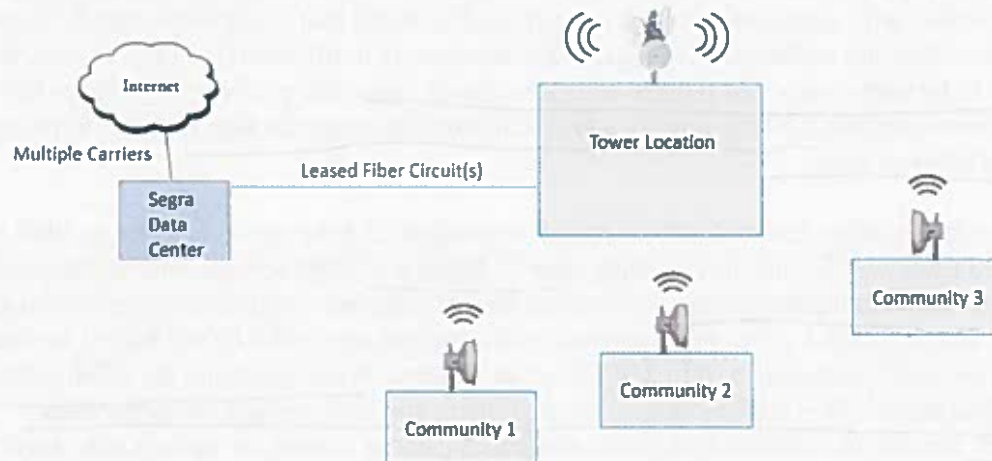 Internet
Multiple Carriers
Leased Fiber Circuit(s)
Segra
Data
Center
Tower Location
Community 1
Community 2
Community 3